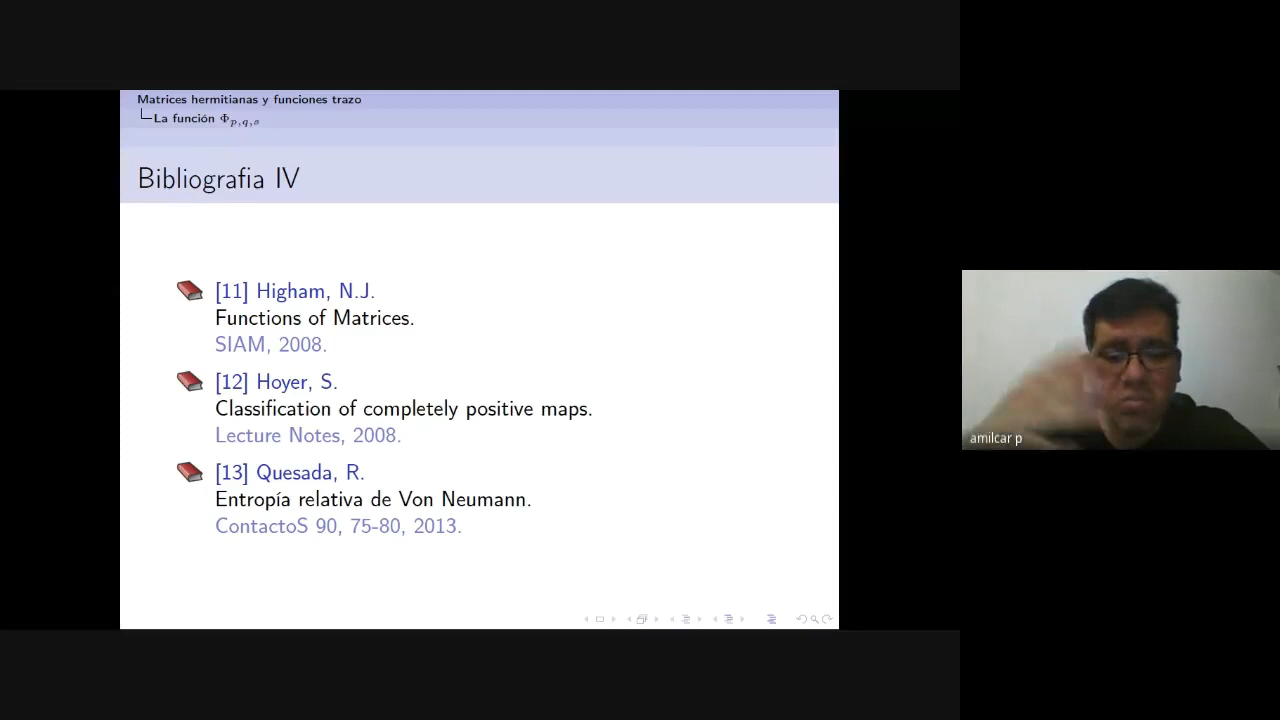 Matrices hermitianas y funciones trazo
La función Φp,q,s
Bibliografia IV
[11] Higham, N.J.
Functions of Matrices.
SIAM, 2008.
[12] Hoyer, S.
Classification of completely positive maps.
Lecture Notes, 2008.
[13] Quesada, R.
Entropía relativa de Von Neumann.
ContactoS 90, 75-80, 2013.
amilcar p